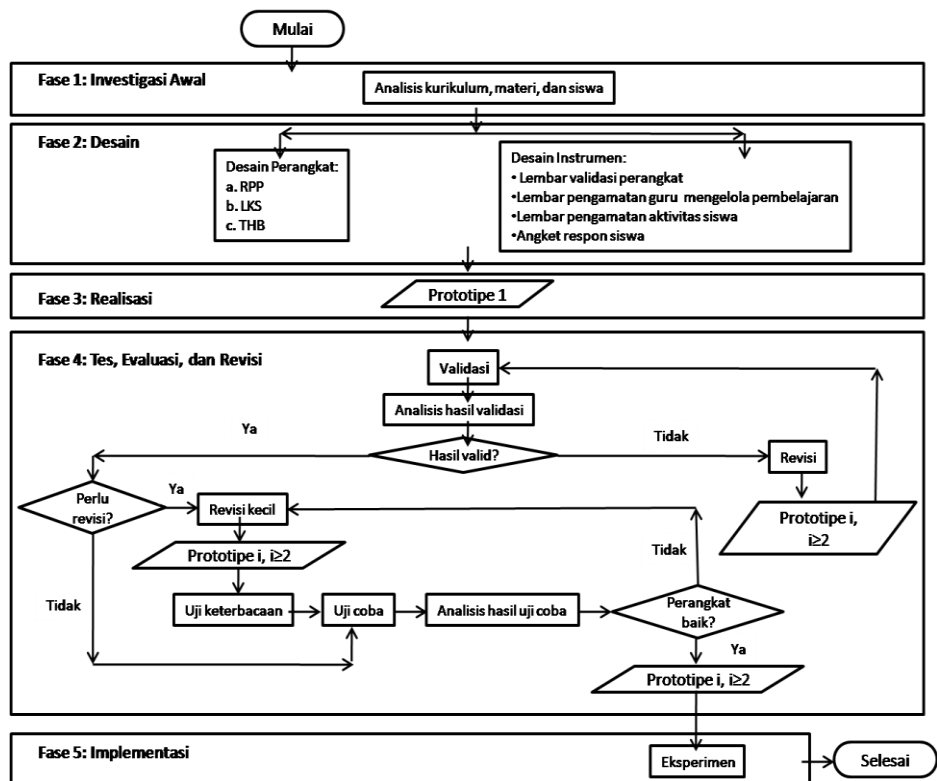 Mulai
Fase 1: Investigasi Awal
Analisis kurikulum, materi, dan siswa
Fase 2: Desain
Desain Perangkat:
a. RPP
b. LKS
c. THB
Desain Instrumen:
• Lembar validasi perangkat
•Lembar pengamatan guru mengelola pembelajaran
•Lembar pengamatan aktivitas siswa
•Angket respon siswa
Fase 3: Realisasi
Prototipe 1
Fase 4: Tes, Evaluasi, dan Revisi
Validasi
Analisis hasil validasi
Ya
Hasil valid?
Tidak
Revisi
Perlu
revisi?
Ya
Revisi kecil
Prototipe i,
i≥2
Prototipe i, i≥2
Tidak
Tidak
Uji keterbacaan
Uji coba
Analisis hasil uji coba
Perangkat
baik?
Ya
Prototipe i, i≥2
Fase 5: Implementasi
Eksperimen
Selesai